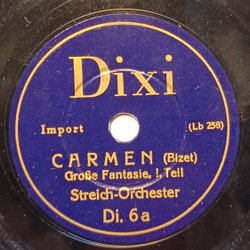 Dixi
Import (Lb 258)
CARMEN (Bizet)
Große Fantasie, I. Teil
Streich-Orchester
Di. 6a